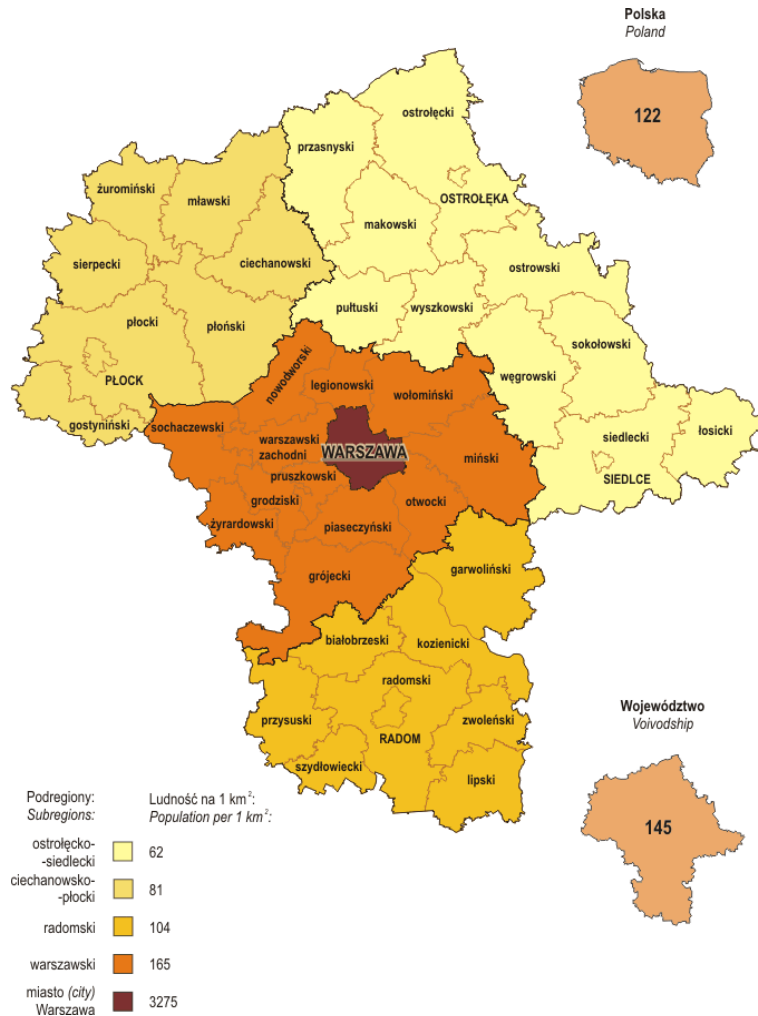 Polska
Poland
122
ostrołęcki
przasnyski
żuromiński
mławski
OSTROŁĘKA
makowski
sierpecki
ciechanowski
ostrowski
pułtuski
wyszkowski
płocki
płoński
sokołowski
nowodworski
węgrowski
PŁOCK
legionowski
wołomiński
gostyniński
sochaczewski
warszawski
zachodni
WARSZAWA
siedlecki
łosicki
miński
pruszkowski
SIEDLCE
grodziski
otwocki
żyrardowski
piaseczyński
garwoliński
grójecki
białobrzeski
kozienicki
radomski
Województwo
Voivodship
przysuski
zwoleński
RADOM
szydłowiecki
lipski
145
Podregiony:
Subregions:
Ludność na 1 km²:
Population per 1 km²:
ostrołęcko-
-siedlecki
62
ciechanowsko-
-płocki
81
radomski
104
warszawski
165
miasto (city)
Warszawa
3275